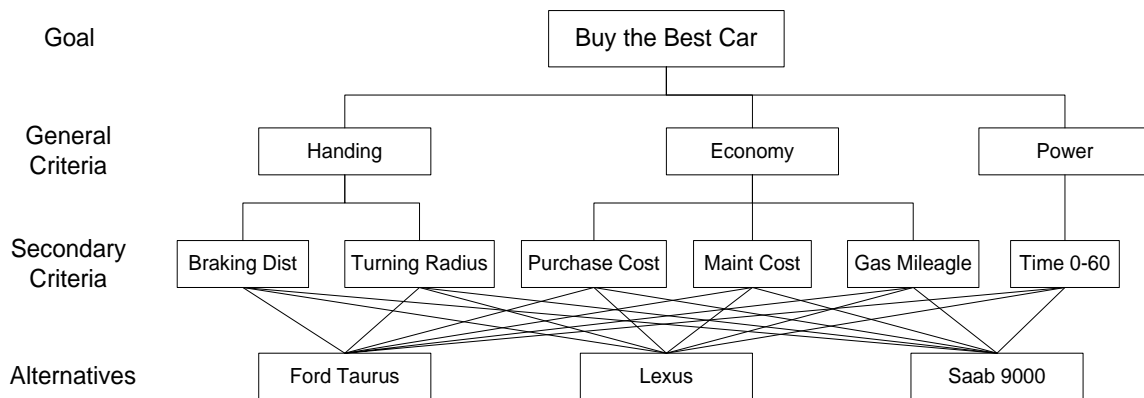 Goal
Buy the Best Car
General
Criteria
Handing
Economy
Power
Secondary
Criteria
Braking Dist
Turning Radius
Purchase Cost
Maint Cost
Gas Mileagle
Time 0-60
Alternatives
Ford Taurus
Lexus
Saab 9000